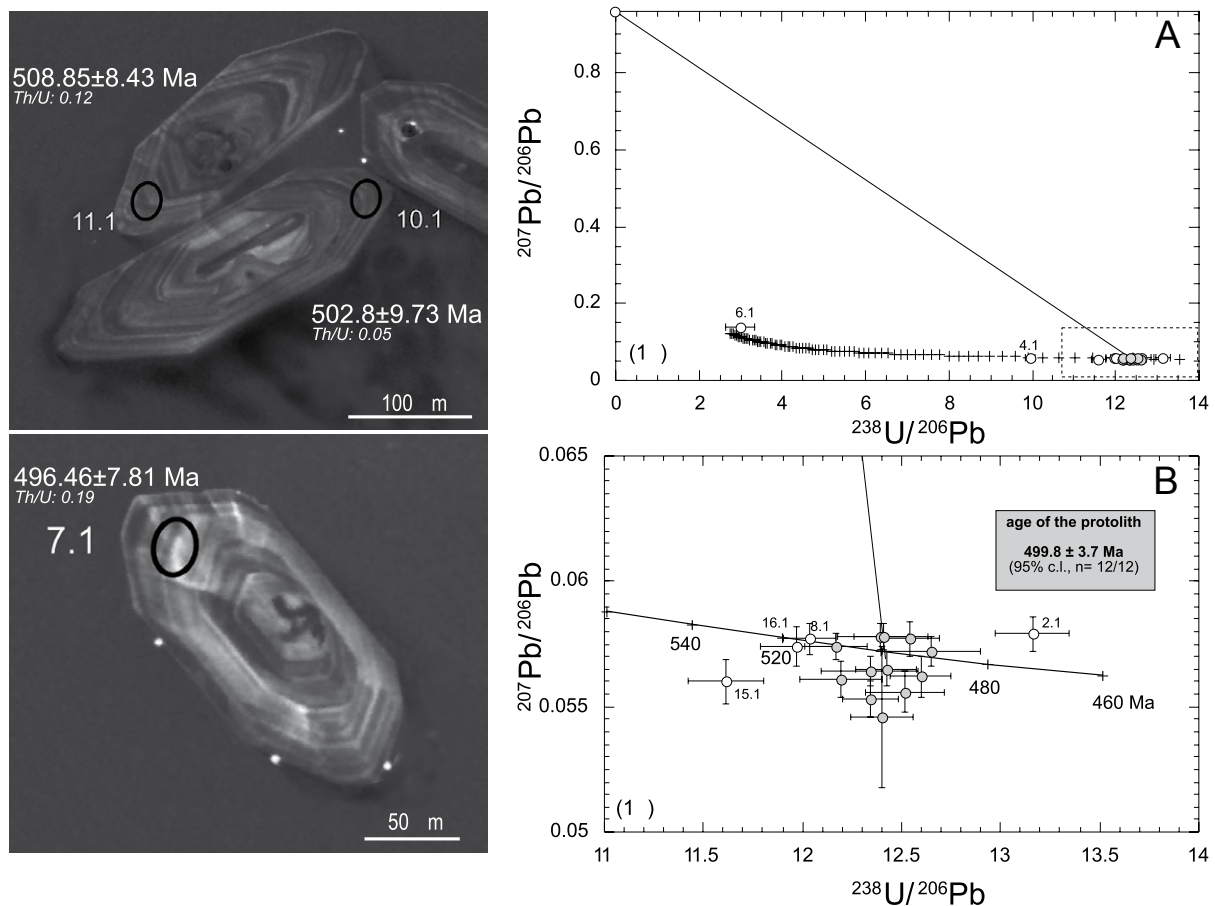 508.85±8.43 Ma
Th/U: 0.12
11.1
10.1
502.8±9.73 Ma
Th/U: 0.05
100 m
496.46±7.81 Ma
Th/U: 0.19
7.1
50 m
A
0.8
0.6
0.4
0.2
0
207Pb/206Pb
6.1
4.1
(1 )
0 2 4 6 8 10 12 14
238U/206Pb
B
0.065
0.06
0.055
0.05
207Pb/206Pb
age of the protolith
499.8 ± 3.7 Ma
(95% c.l., n= 12/12)
16.1
8.1
2.1
15.1
540
520
480
460 Ma
(1 )
11 11.5 12 12.5 13 13.5 14
238U/206Pb